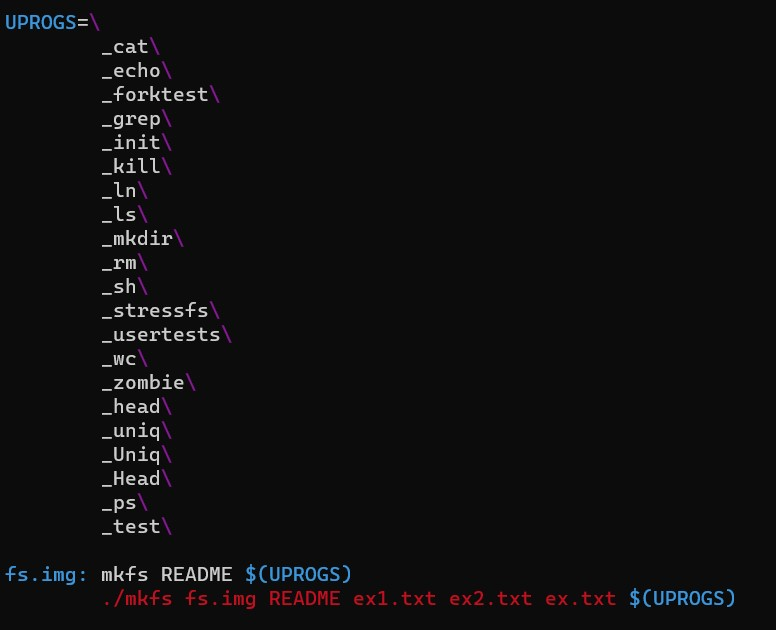 UPROGS=\
_cat\
_echo\
_forktest\
_grep\
_init\
_kill\
_ln\
_ls\
_mkdir\
_rm\
_sh\
_stressfs\
_usertests\
_wc\
_zombie\
_head\
_uniq\
_Uniq\
_Head\
_ps\
_test\
fs.img: mkfs README $(UPROGS)
./mkfs fs.img README ex1.txt ex2.txt ex.txt $(UPROGS)